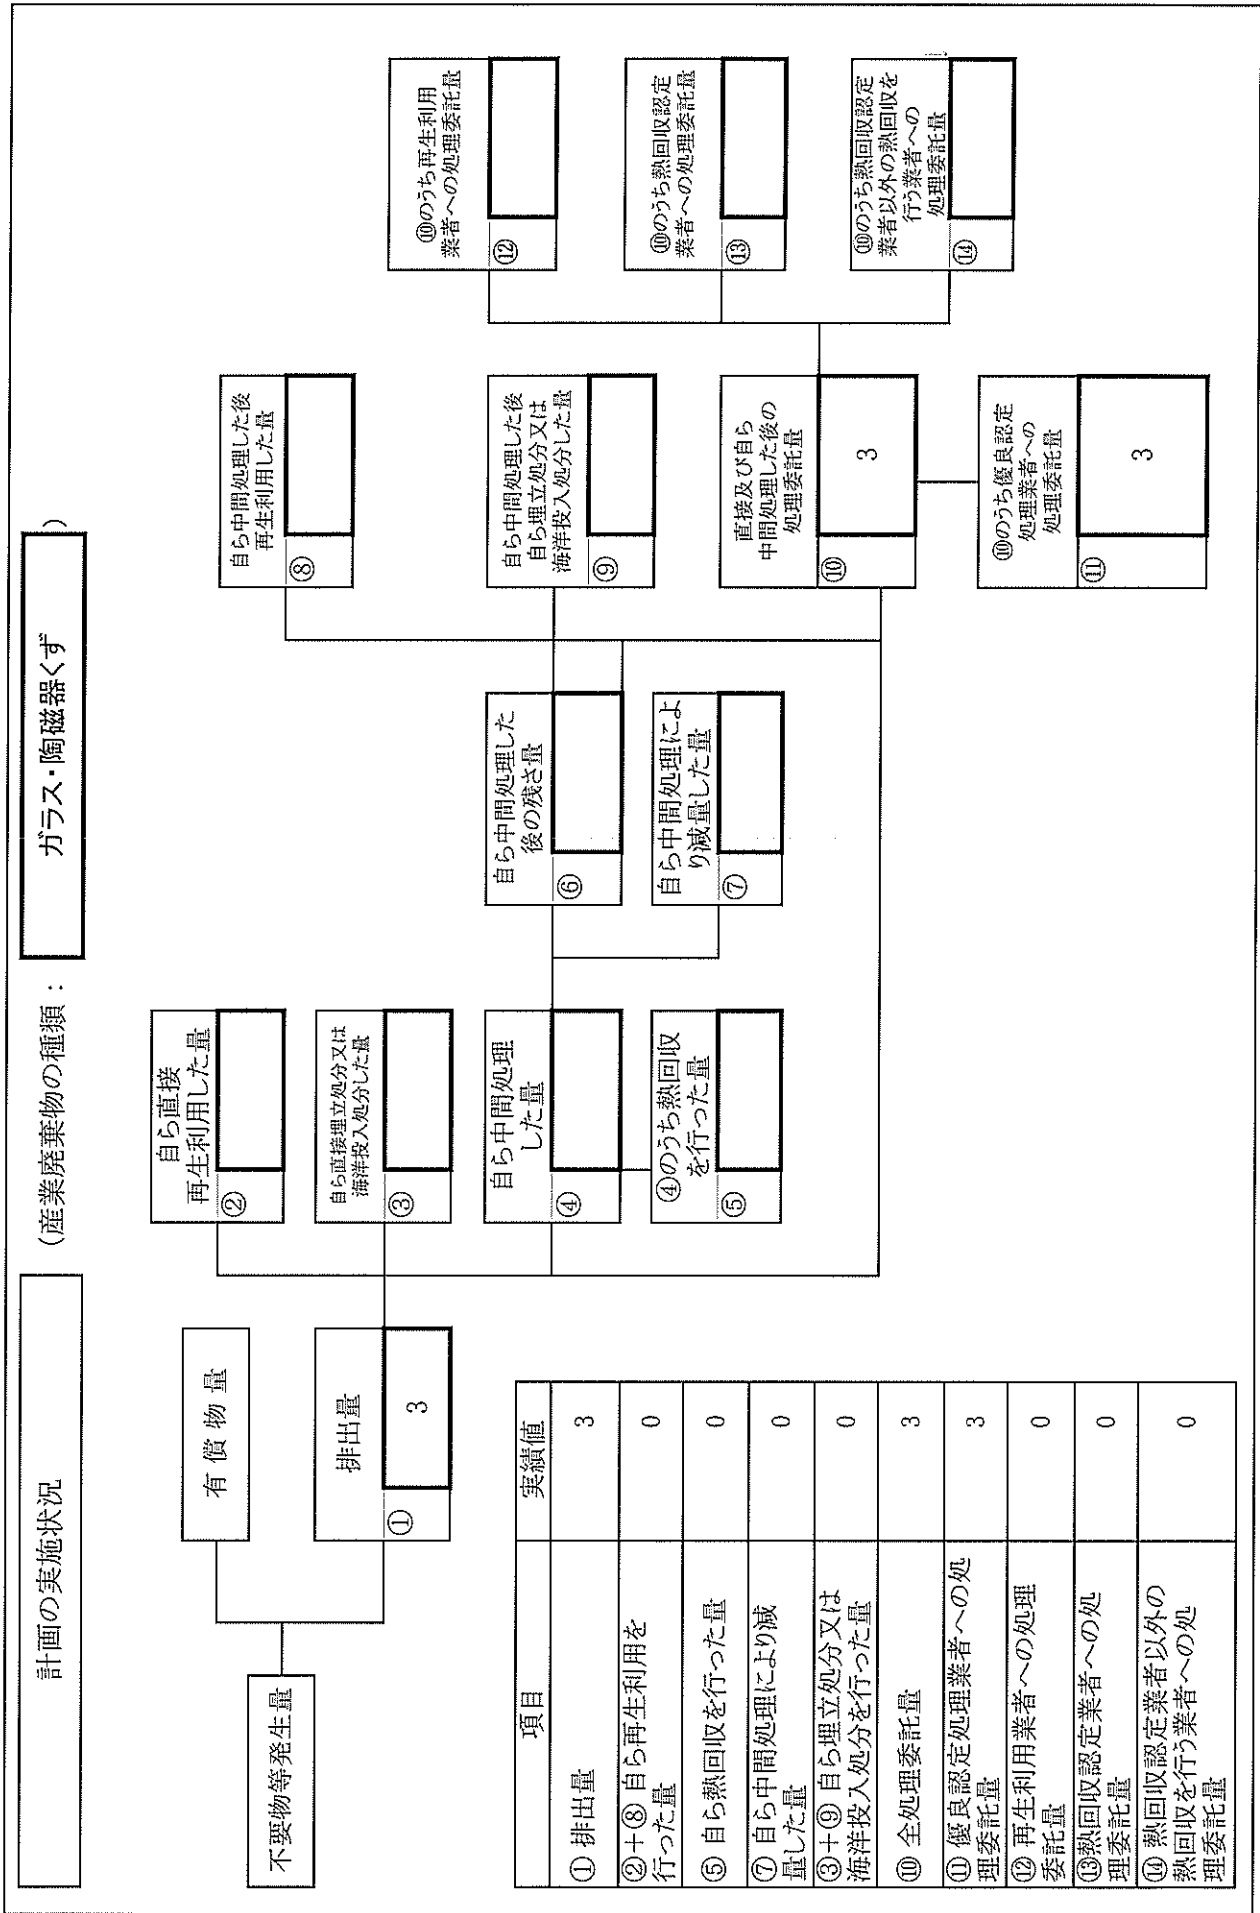 計画の実施状況
（産業廃棄物の種類：
ガラス・陶磁器くず
）
不要物等発生量
有 償 物 量
排出量
①
3
自ら直接
再生利用した量
②
自ら直接埋立処分又は
海洋投入処分した量
③
自ら中間処理
した量
④
④のうち熱回収
を行った量
⑤
自ら中間処理した
後の残さ量
⑥
自ら中間処理によ
り減量した量
⑦
自ら中間処理した後
再生利用した量
⑧
自ら中間処理した後
自ら埋立処分又は
海洋投入処分した量
⑨
直接及び自ら
中間処理した後の
処理委託量
⑩
3
⑩のうち優良認定
処理業者への
処理委託量
⑪
3
⑩のうち再生利用
業者への処理委託量
⑫
⑩のうち熱回収認定
業者への処理委託量
⑬
⑩のうち熱回収認定
業者以外の熱回収を
行う業者への
処理委託量
⑭
項目 実績値
① 排出量 3
②＋⑧ 自ら再生利用を
行った量 0
⑤ 自ら熱回収を行った量 0
⑦ 自ら中間処理により減
量した量 0
③＋⑨ 自ら埋立処分又は
海洋投入処分を行った量 0
⑩ 全処理委託量 3
⑪ 優良認定処理業者への処
理委託量 3
⑫ 再生利用業者への処理
委託量 0
⑬熱回収認定業者への処
理委託量 0
⑭ 熱回収認定業者以外の
熱回収を行う業者への処
理委託量 0